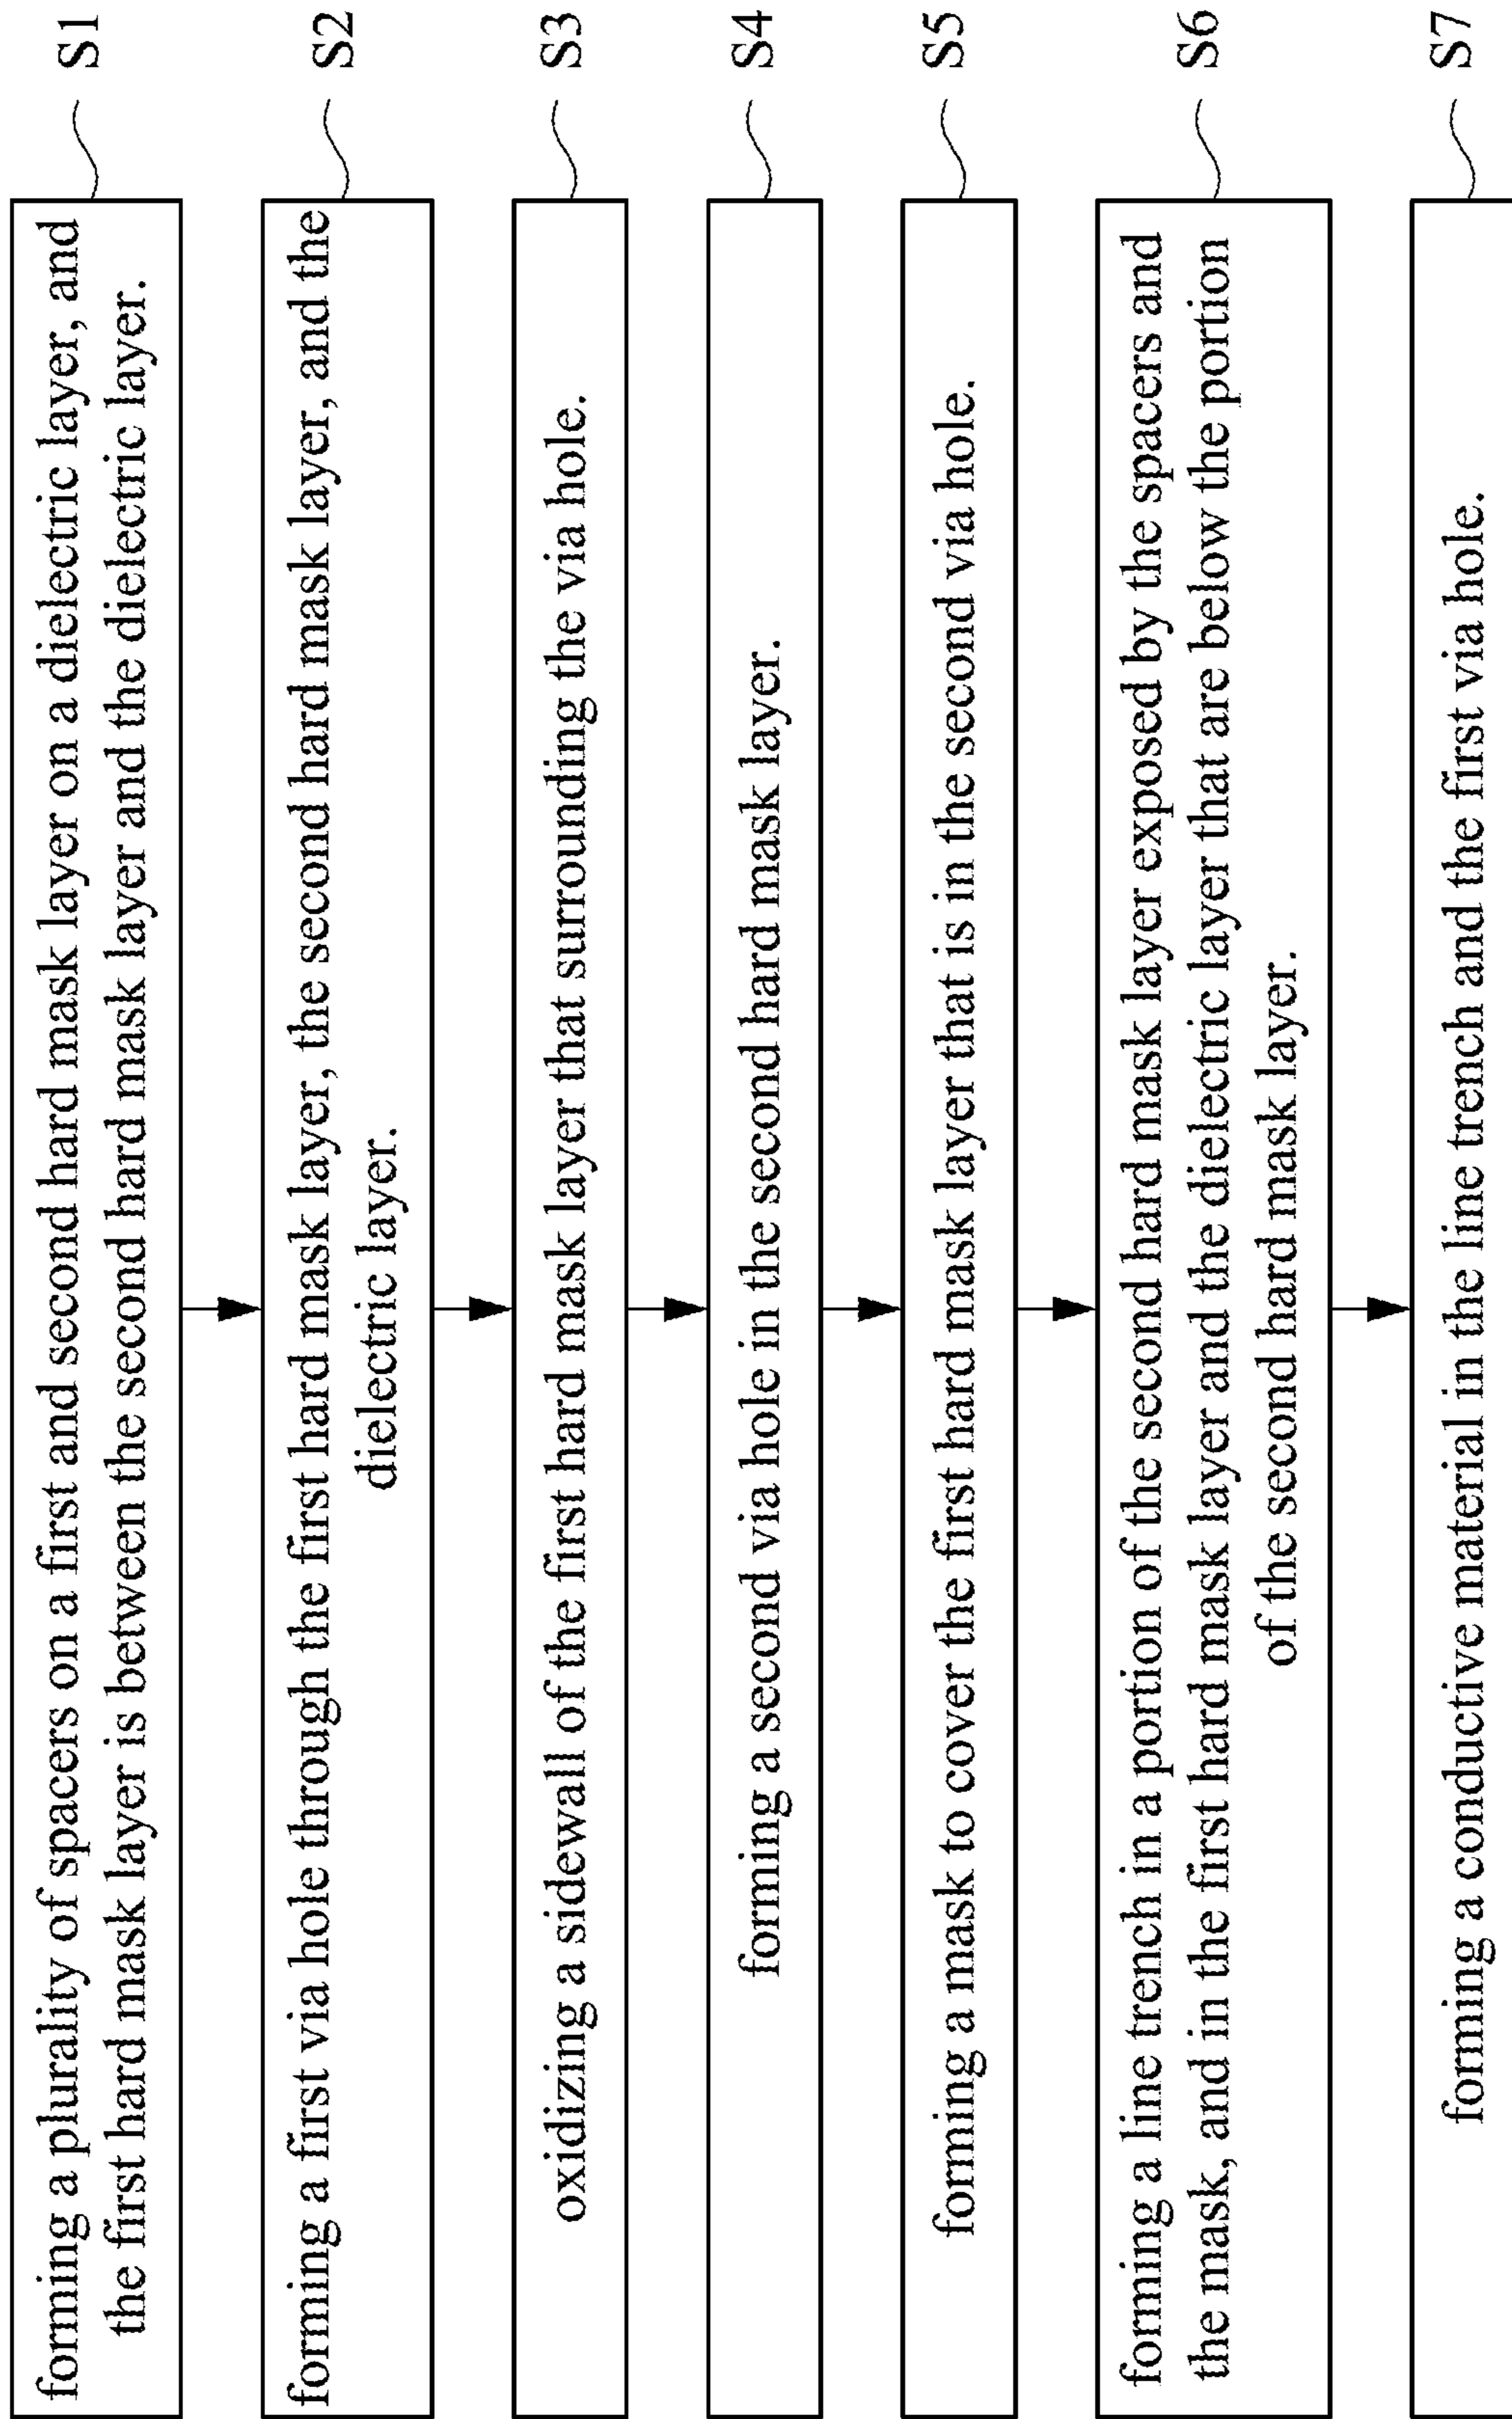 forming a plurality of spacers on a first and second hard mask layer on a dielectric layer, and
the first hard mask layer is between the second hard mask layer and the dielectric layer.
S1
forming a first via hole through the first hard mask layer, the second hard mask layer, and the
dielectric layer.
S2
oxidizing a sidewall of the first hard mask layer that surrounding the via hole.
S3
forming a second via hole in the second hard mask layer.
S4
forming a mask to cover the first hard mask layer that is in the second via hole.
S5
forming a line trench in a portion of the second hard mask layer exposed by the spacers and
the mask, and in the first hard mask layer and the dielectric layer that are below the portion
of the second hard mask layer.
S6
forming a conductive material in the line trench and the first via hole.
S7